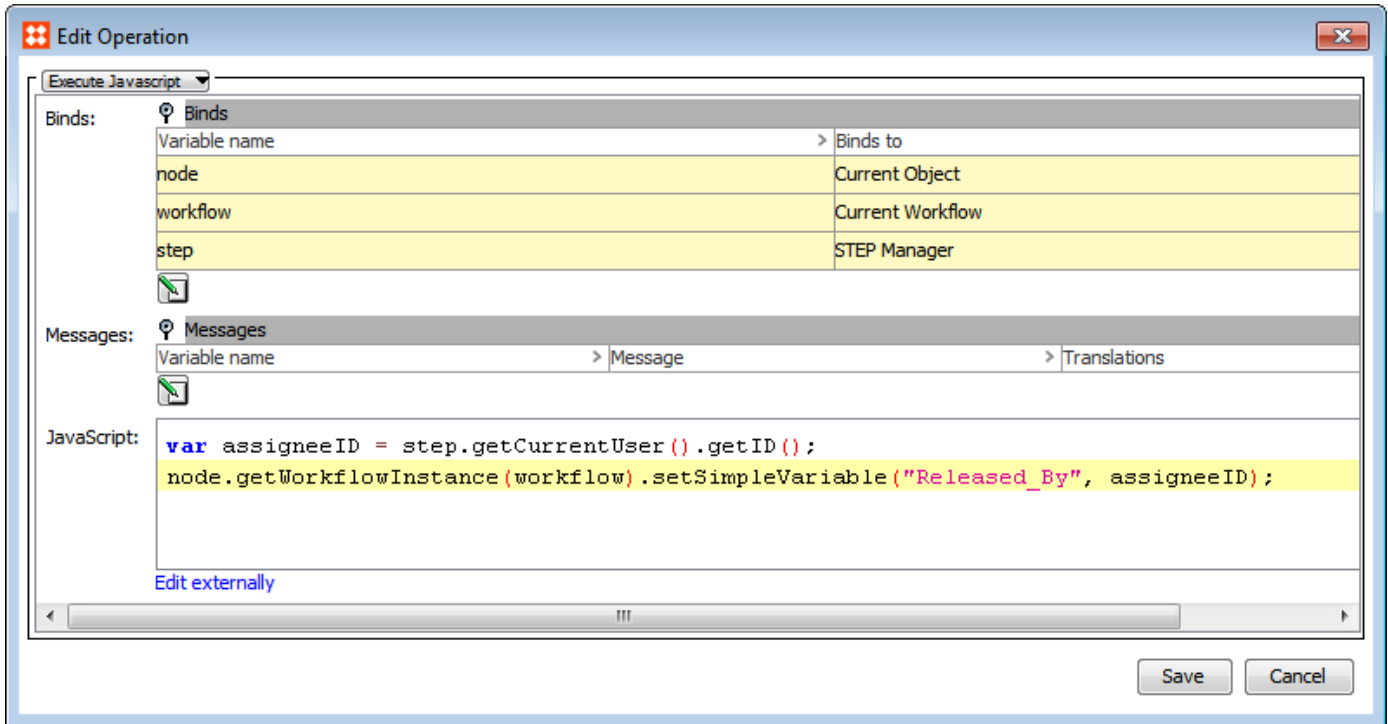 Edit Operation
Execute Javascript
Binds:
Binds
Variable name > Binds to
node Current Object
workflow Current Workflow
step STEP Manager
Messages:
Messages
Variable name > Message > Translations
JavaScript:
var assigneeID = step.getCurrentUser().getID();
node.getWorkflowInstance(workflow).setSimpleVariable("Released_By", assigneeID);
Edit externally
Save Cancel